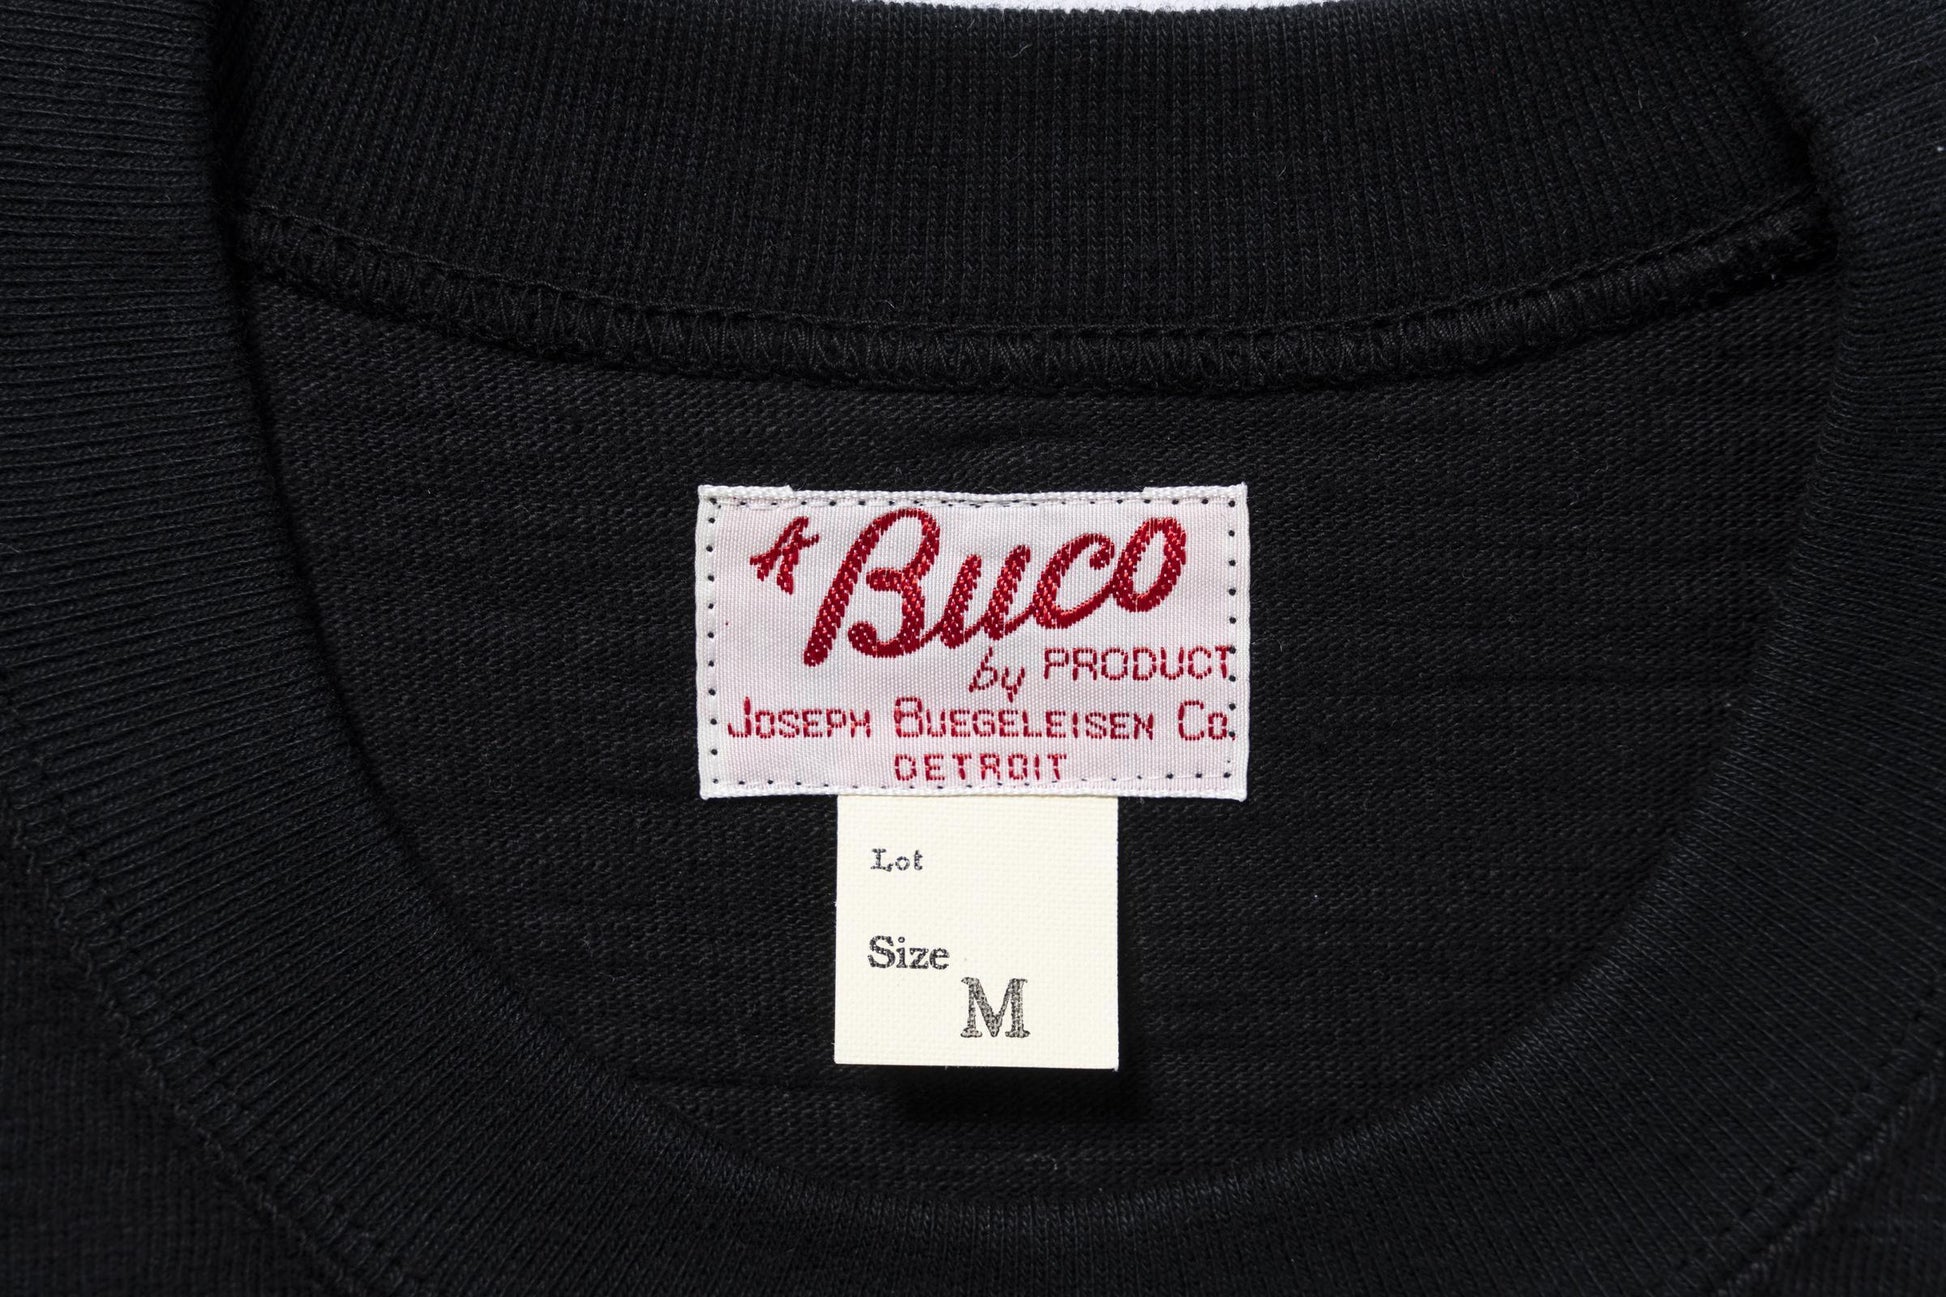 A Buco
by PRODUCT
JOSEPH BUEGELEISEN CO.
DETROIT
Lot
Size
M